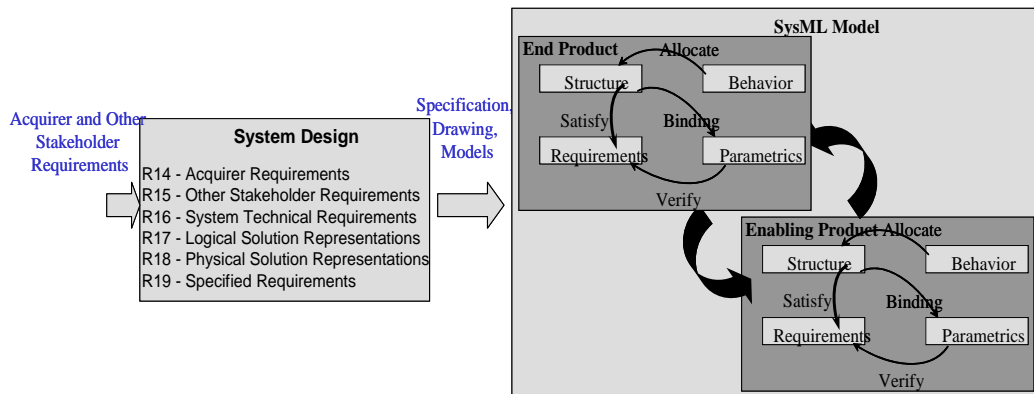 Acquirer and Other
Stakeholder
Requirements
System Design
R14 - Acquirer Requirements
R15 - Other Stakeholder Requirements
R16 - System Technical Requirements
R17 - Logical Solution Representations
R18 - Physical Solution Representations
R19 - Specified Requirements
Specification,
Drawing,
Models
SysML Model
End Product
Allocate
Structure
Behavior
Satisfy
Binding
Requirements
Parametrics
Verify
Enabling Product
Allocate
Structure
Behavior
Satisfy
Binding
Requirements
Parametrics
Verify